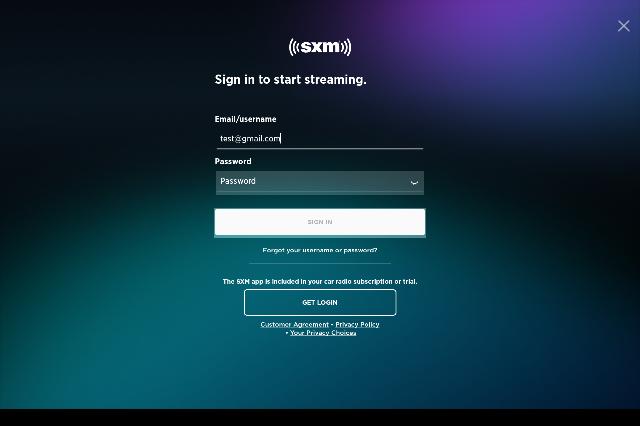 sxm
Sign in to start streaming.
Email/username
test@gmail.com
Password
Password
SIGN IN
Forgot your username or password?
The SXM app is included in your car radio subscription or trial.
GET LOGIN
Customer Agreement • Privacy Policy
• Your Privacy Choices